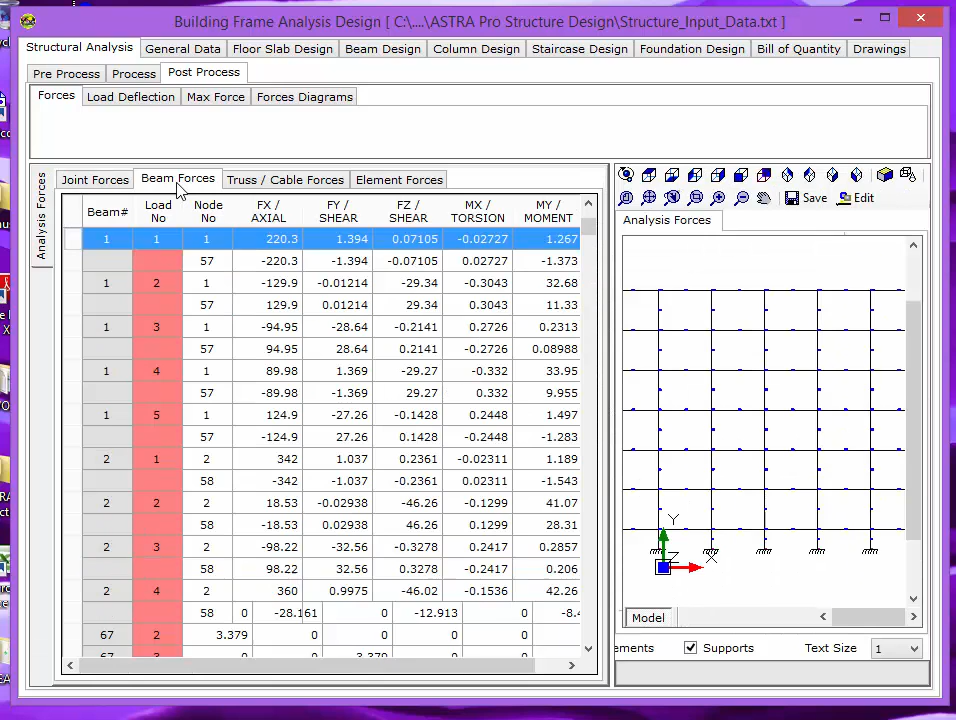 Building Frame Analysis Design [ C:\....\ASTRA Pro Structure Design\Structure_Input_Data.txt ]
Structural Analysis General Data Floor Slab Design Beam Design Column Design Staircase Design Foundation Design Bill of Quantity Drawings
Pre Process Process Post Process
Forces Load Deflection Max Force Forces Diagrams
Analysis Forces
Joint Forces Beam Forces Truss / Cable Forces Element Forces
Save Edit
Analysis Forces
Beam# Load No Node No FX / AXIAL FY / SHEAR FZ / SHEAR MX / TORSION MY / MOMENT
1 1 1 220.3 1.394 0.07105 -0.02727 1.267
57 -220.3 -1.394 -0.07105 0.02727 -1.373
1 2 1 -129.9 -0.01214 -29.34 -0.3043 32.68
57 129.9 0.01214 29.34 0.3043 11.33
1 3 1 -94.95 -28.64 -0.2141 0.2726 0.2313
57 94.95 28.64 0.2141 -0.2726 0.08988
1 4 1 89.98 1.369 -29.27 -0.332 33.95
57 -89.98 -1.369 29.27 0.332 9.955
1 5 1 124.9 -27.26 -0.1428 0.2448 1.497
57 -124.9 27.26 0.1428 -0.2448 -1.283
2 1 2 342 1.037 0.2361 -0.02311 1.189
58 -342 -1.037 -0.2361 0.02311 -1.543
2 2 2 18.53 -0.02938 -46.26 -0.1299 41.07
58 -18.53 0.02938 46.26 0.1299 28.31
2 3 2 -98.22 -32.56 -0.3278 0.2417 0.2857
58 98.22 32.56 0.3278 -0.2417 0.206
2 4 2 360 0.9975 -46.02 -0.1536 42.26
58 0 -28.161 0 -12.913 0 -8.4
67 2 3.379 0 0 0 0
Y
Z
X
Model
ements Supports Text Size 1